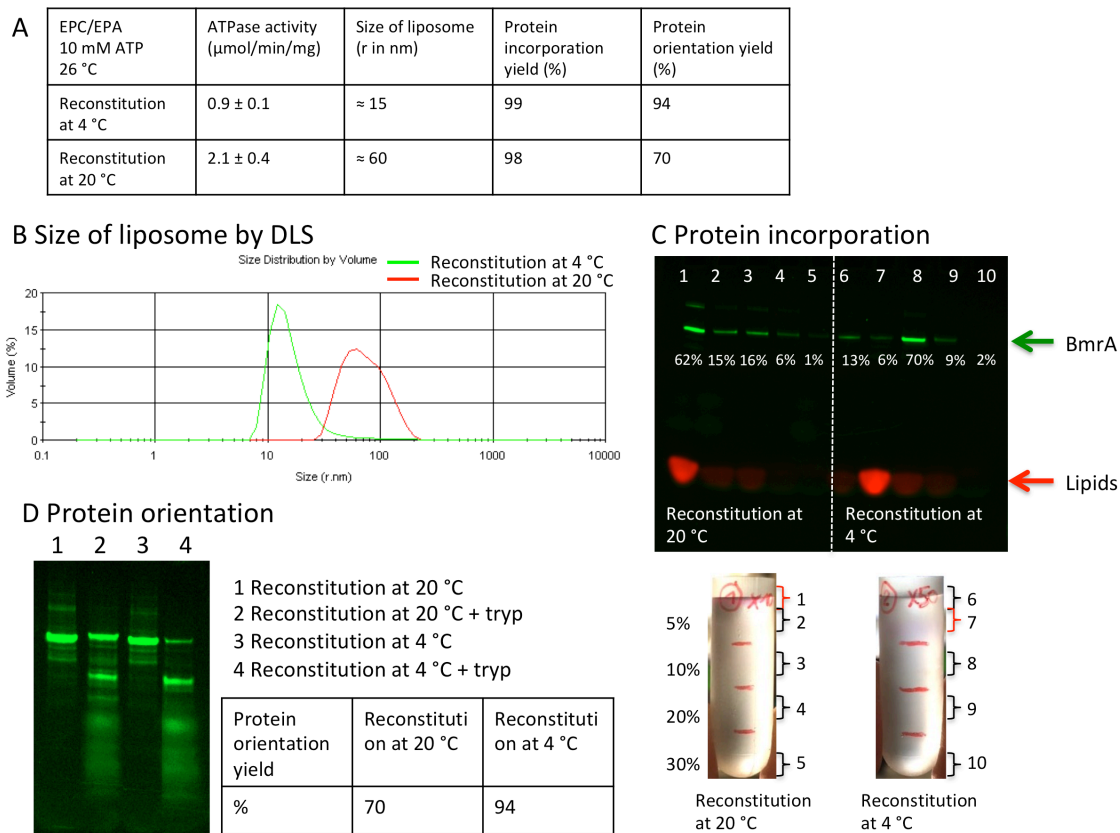 A
EPC/EPA
10 mM ATP
26 °C
ATPase activity
(µmol/min/mg)
Size of liposome
(r in nm)
Protein
incorporation
yield (%)
Protein
orientation yield
(%)
Reconstitution
at 4 °C
0.9 ± 0.1
≈ 15
99
94
Reconstitution
at 20 °C
2.1 ± 0.4
≈ 60
98
70
B Size of liposome by DLS
Size Distribution by Volume
Reconstitution at 4 °C
Reconstitution at 20 °C
Volume (%)
20
15
10
5
0
0.1 1 10 100 1000 10000
Size (r.nm)
C Protein incorporation
1 2 3 4 5 6 7 8 9 10
BmrA
62% 15% 16% 6% 1% 13% 6% 70% 9% 2%
Lipids
Reconstitution at
20 °C
Reconstitution at
4 °C
5%
10%
20%
30%
1
2
3
4
5
6
7
8
9
10
X50
Reconstitution
at 20 °C
Reconstitution
at 4 °C
D Protein orientation
1 2 3 4
1 Reconstitution at 20 °C
2 Reconstitution at 20 °C + tryp
3 Reconstitution at 4 °C
4 Reconstitution at 4 °C + tryp
Protein
orientation
yield
Reconstituti
on at 20 °C
Reconstituti
on at 4 °C
%
70
94